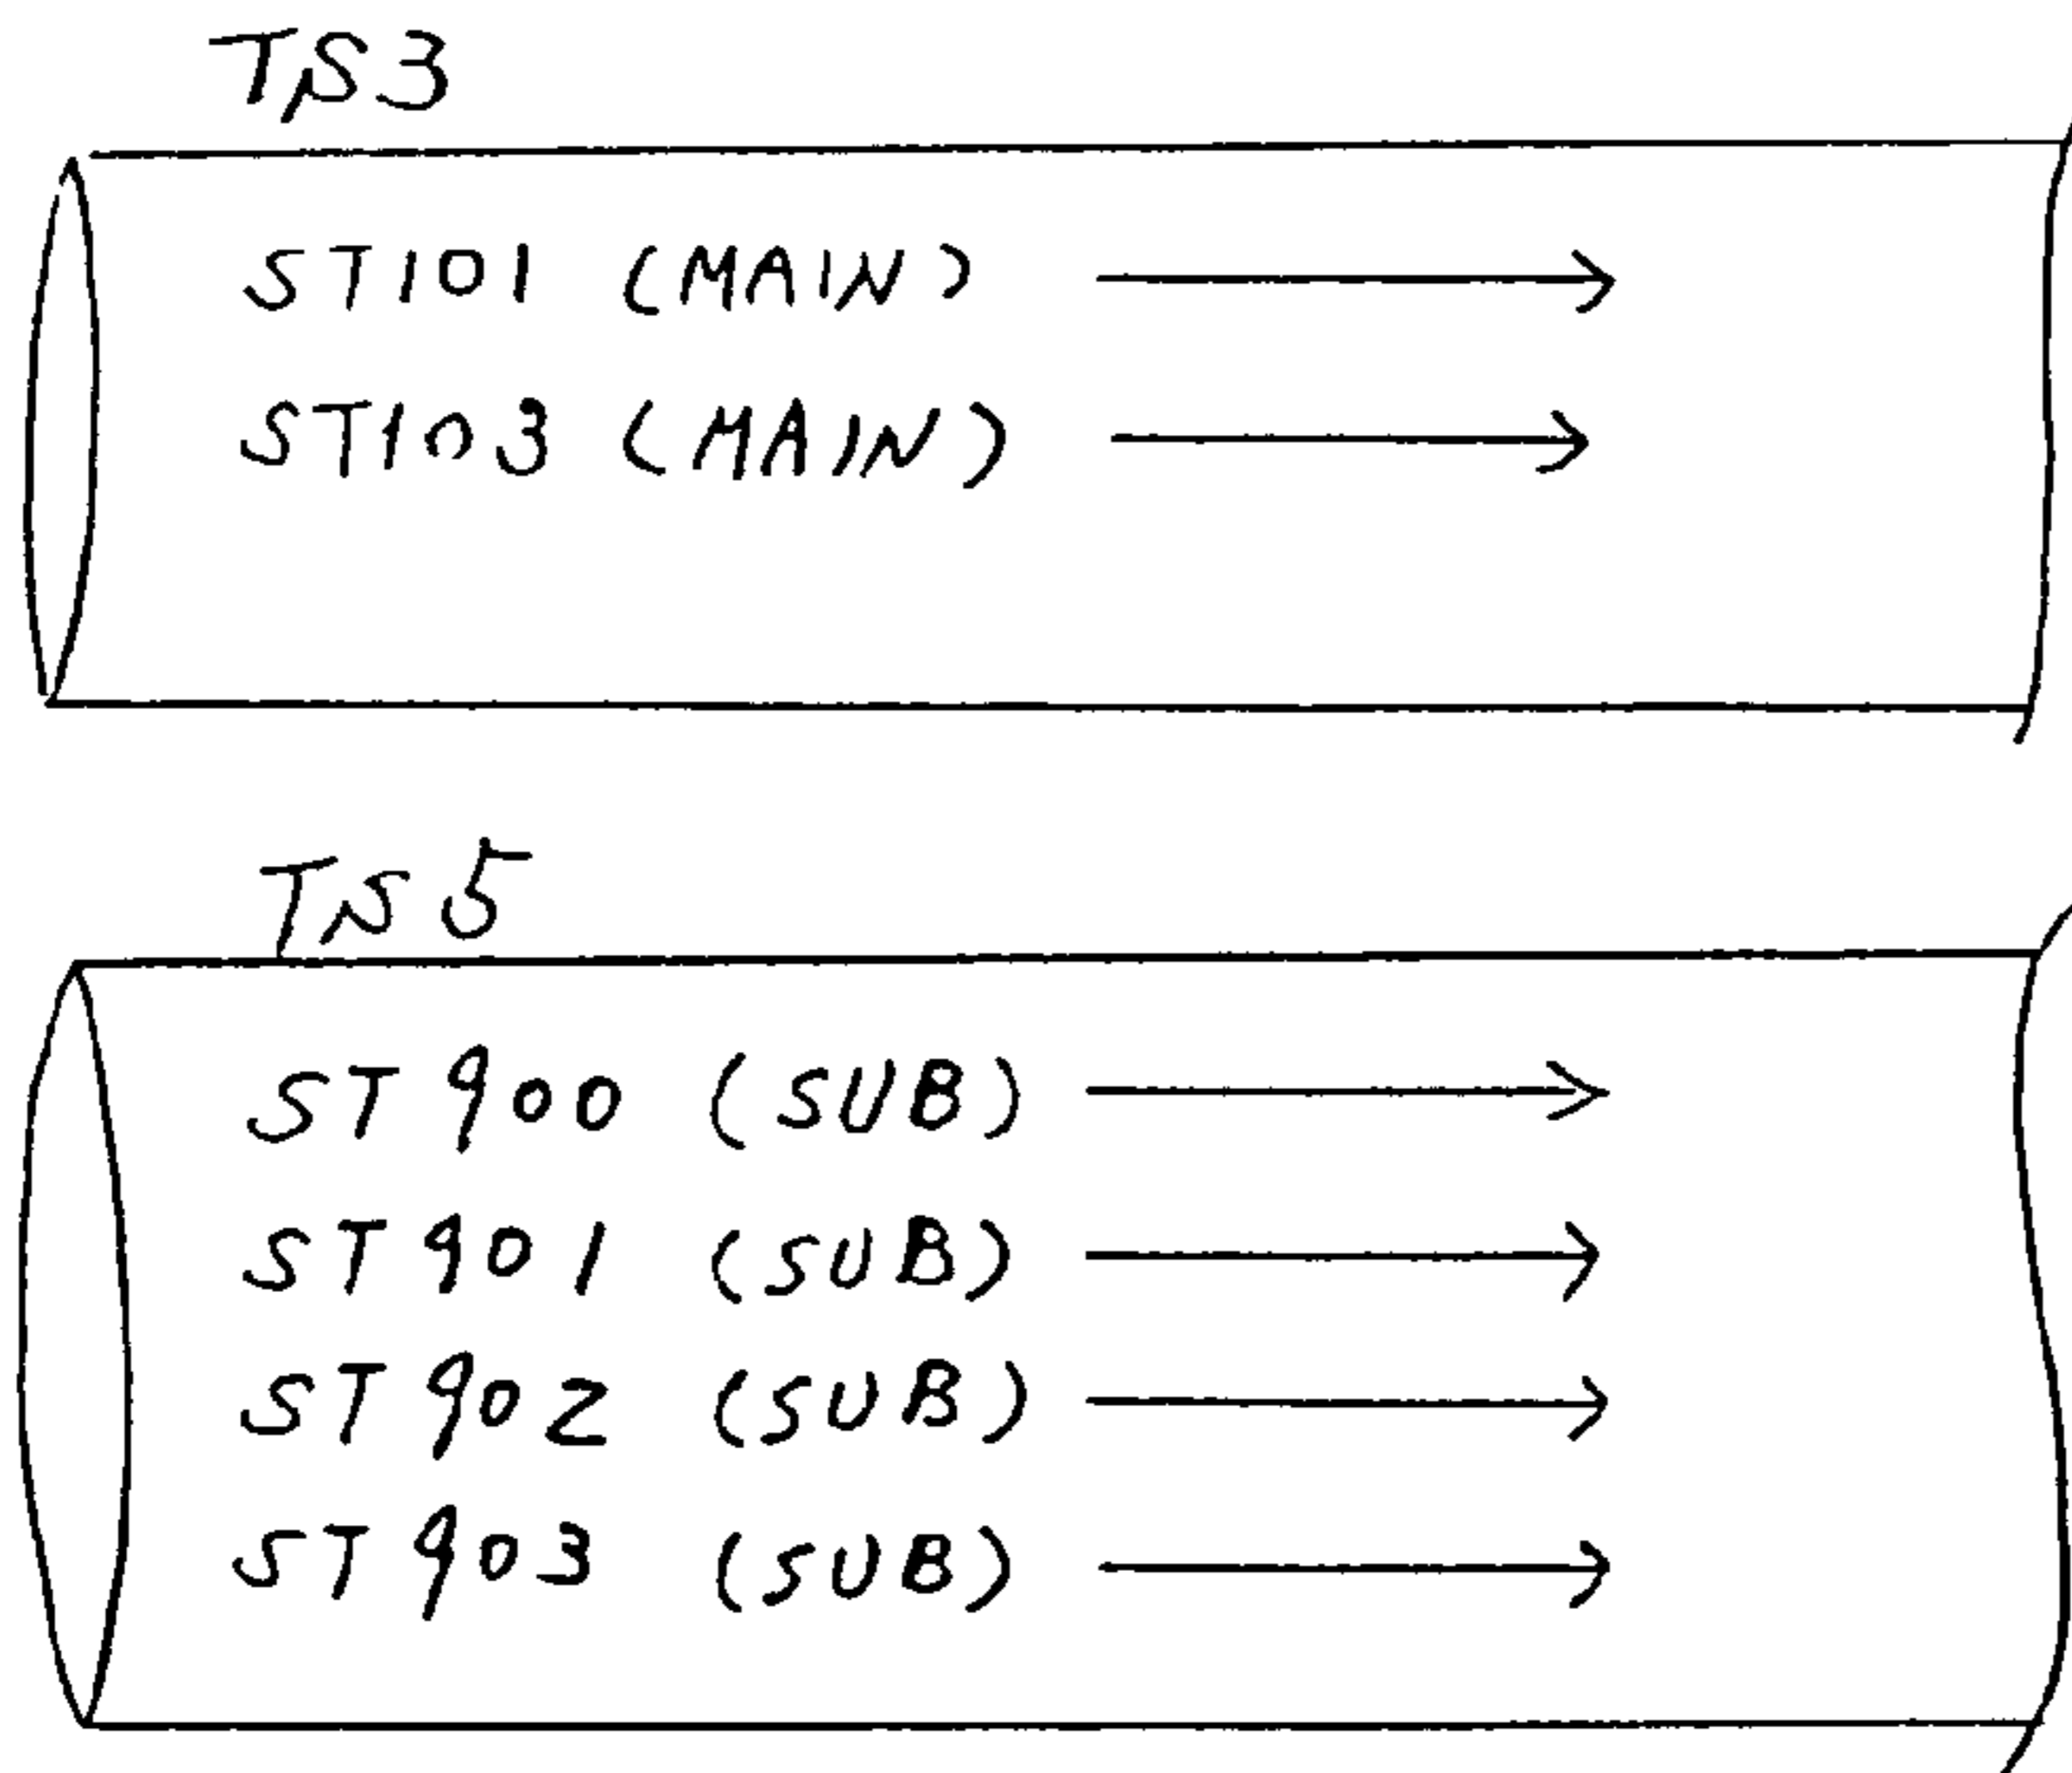 TS3
ST101 (MAIN)
ST103 (MAIN)
TS5
ST900 (SUB)
ST901 (SUB)
ST902 (SUB)
ST903 (SUB)